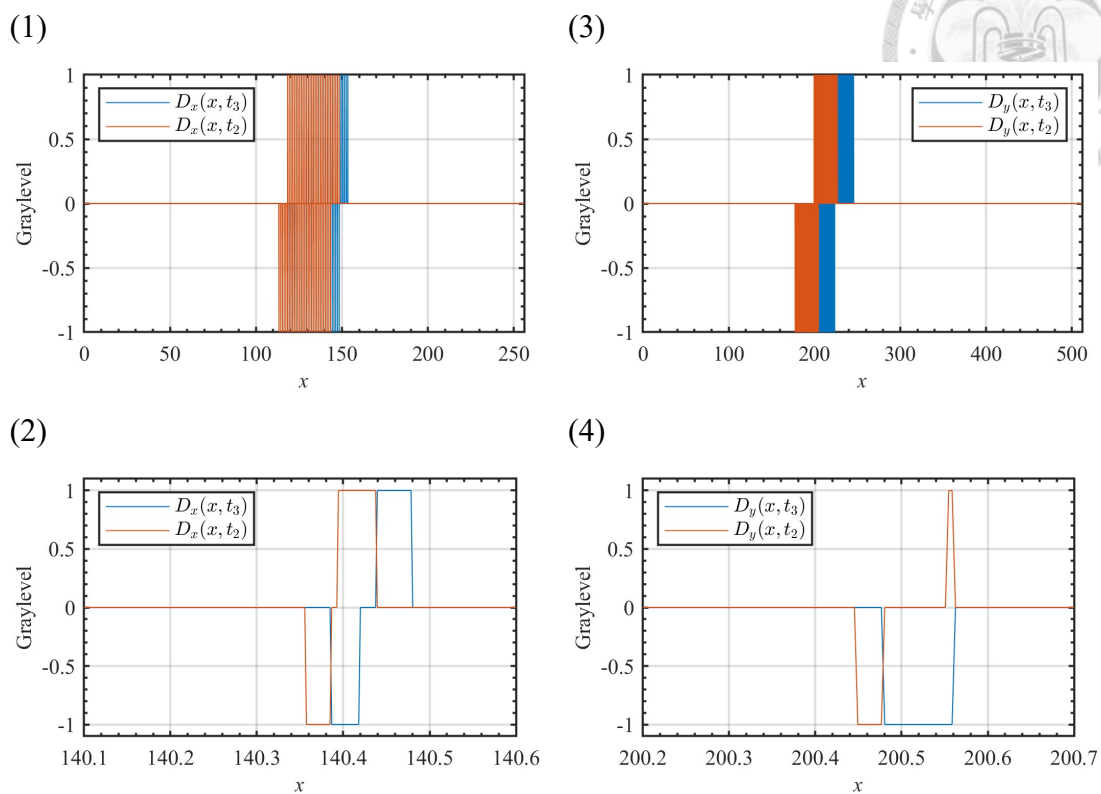 (1)
D_x(x, t_3)
D_x(x, t_2)
Graylevel
1
0.5
0
-0.5
-1
0 50 100 150 200 250
x
(3)
D_y(x, t_3)
D_y(x, t_2)
Graylevel
1
0.5
0
-0.5
-1
0 100 200 300 400 500
x
(2)
D_x(x, t_3)
D_x(x, t_2)
Graylevel
1
0.5
0
-0.5
-1
140.1 140.2 140.3 140.4 140.5 140.6
x
(4)
D_y(x, t_3)
D_y(x, t_2)
Graylevel
1
0.5
0
-0.5
-1
200.2 200.3 200.4 200.5 200.6 200.7
x